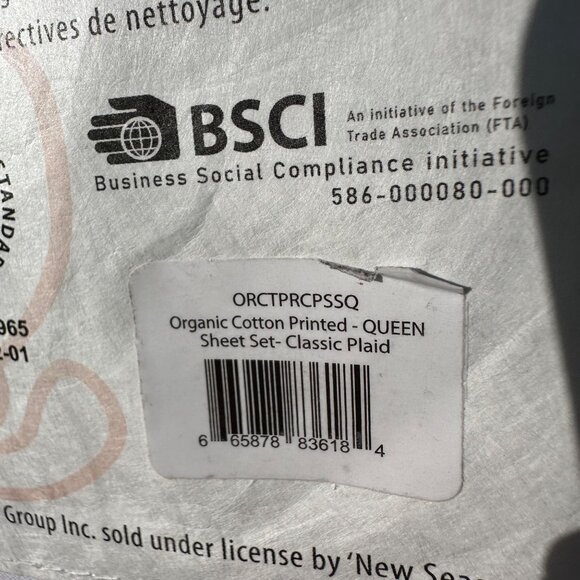 ectives de nettoyage.
BSCI
An initiative of the Foreign
Trade Association (FTA)
Business Social Compliance initiative
586-000080-000
STANDA
965
-01
ORCTPRCPSSQ
Organic Cotton Printed - QUEEN
Sheet Set- Classic Plaid
6 65878 83618 4
Group Inc. sold under license by 'New Sea